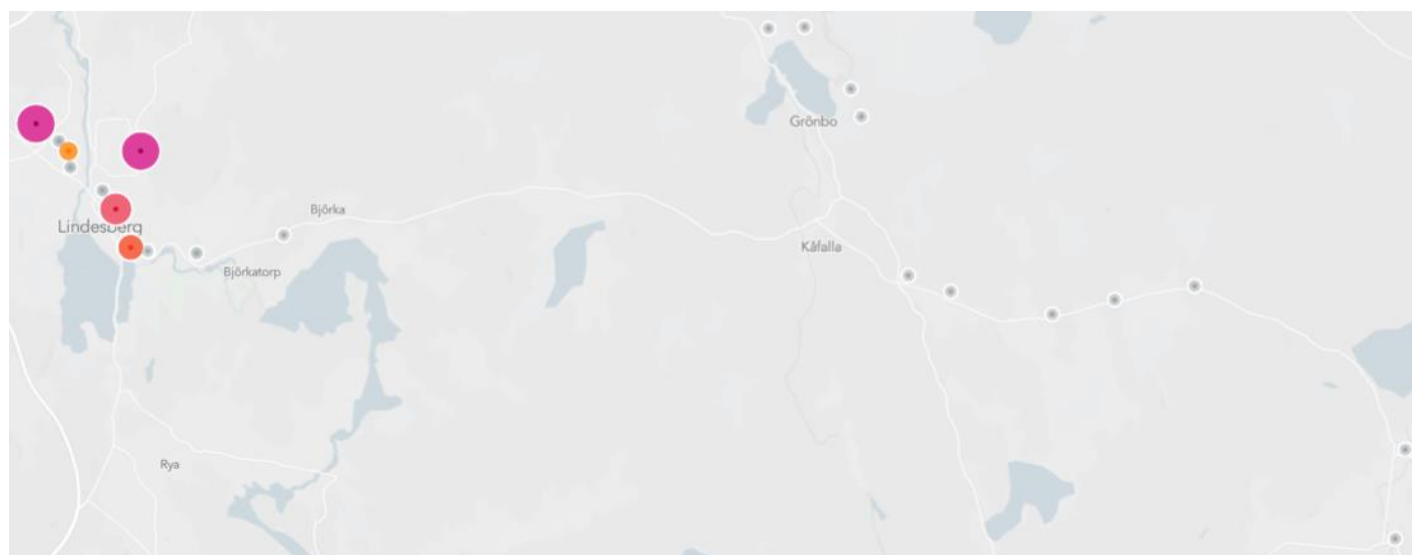 Grönbo
Björka
Lindesberg
Kåfalla
Björkatorp
Rya